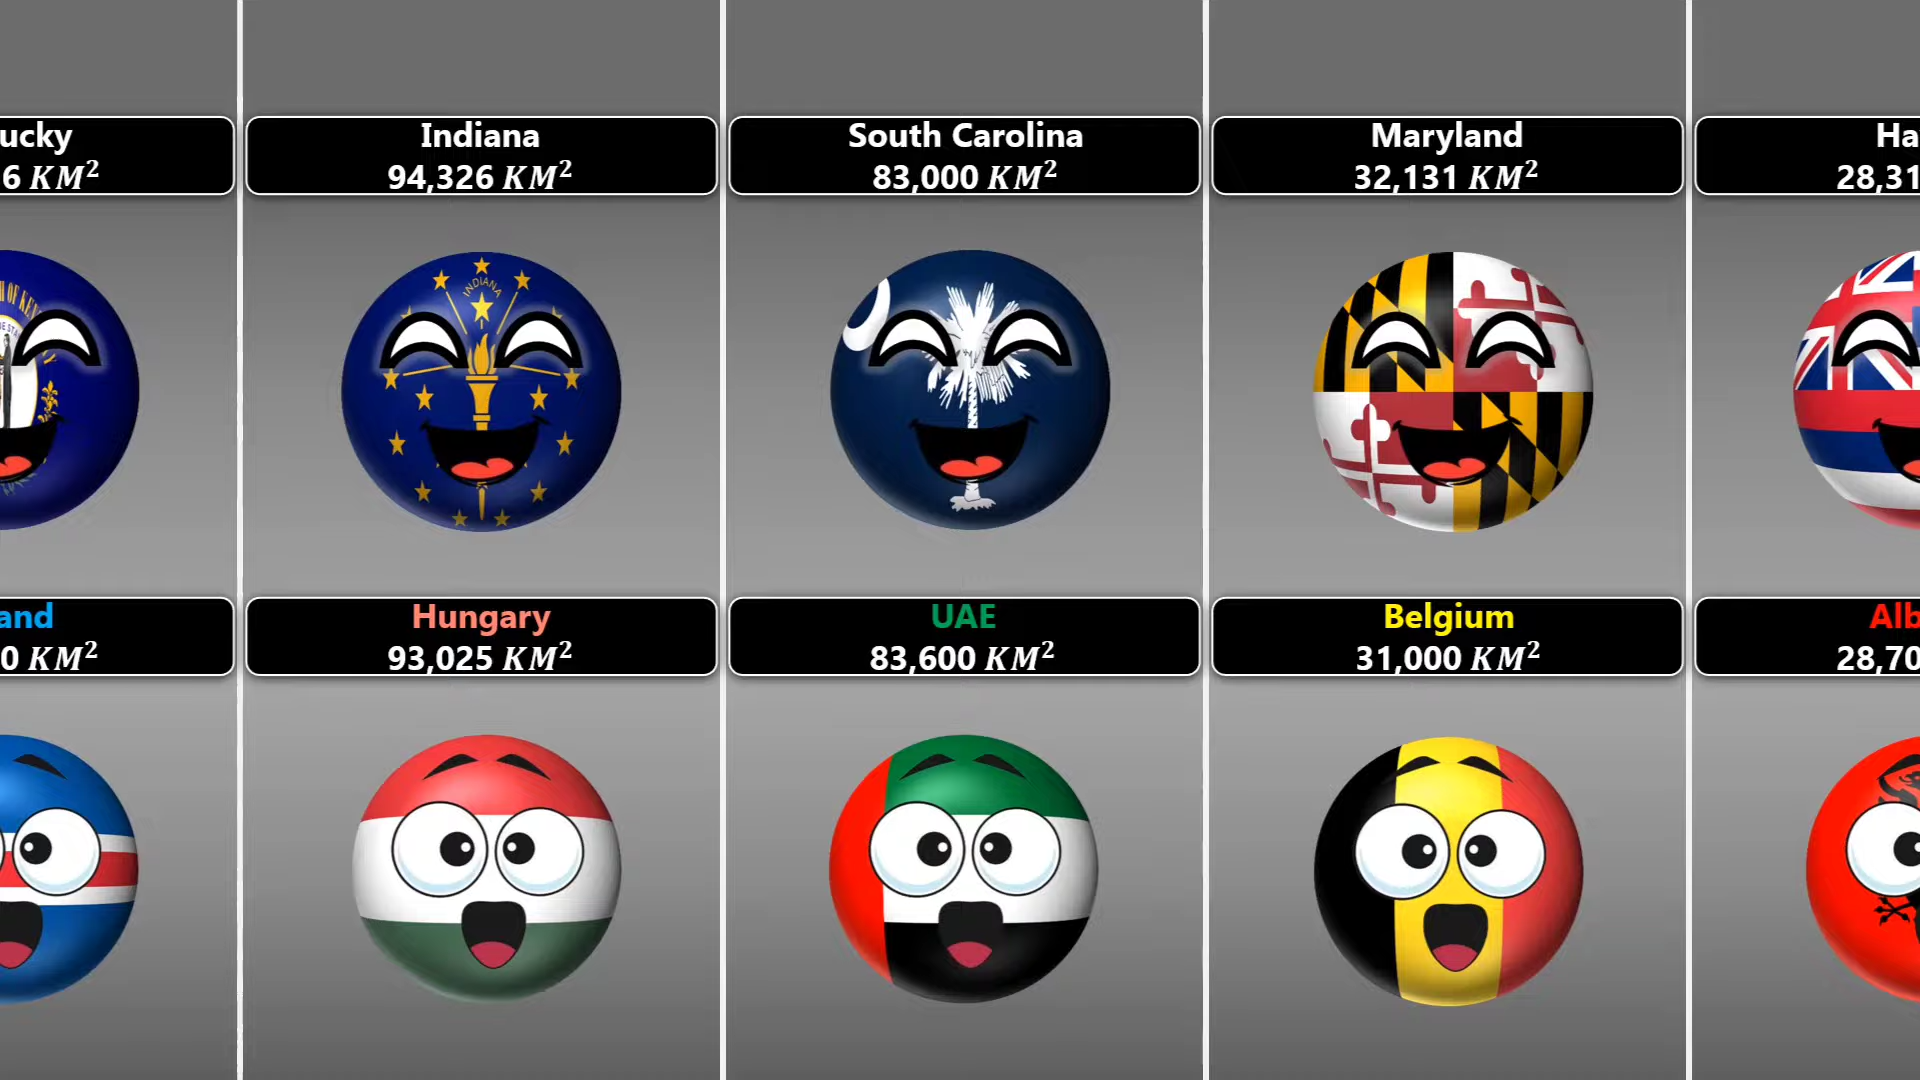 ucky
6 KM²
Indiana
94,326 KM²
South Carolina
83,000 KM²
Maryland
32,131 KM²
Ha
28,31
INDIANA
and
0 KM²
Hungary
93,025 KM²
UAE
83,600 KM²
Belgium
31,000 KM²
Alb
28,70